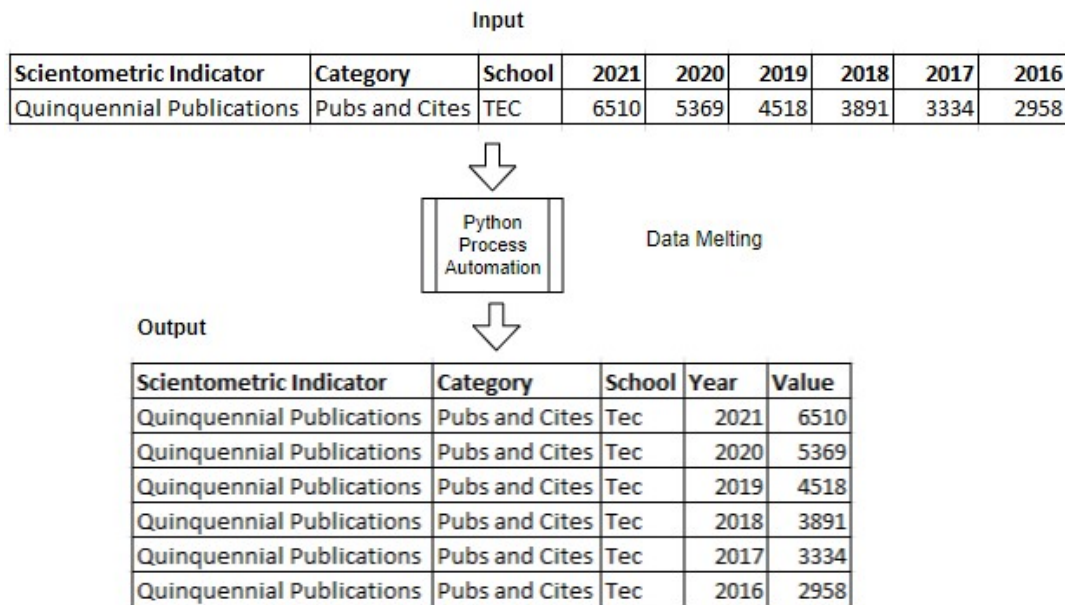 Input
Scientometric Indicator Category School 2021 2020 2019 2018 2017 2016
Quinquennial Publications Pubs and Cites TEC 6510 5369 4518 3891 3334 2958
Python
Process
Automation
Data Melting
Output
Scientometric Indicator Category School Year Value
Quinquennial Publications Pubs and Cites Tec 2021 6510
Quinquennial Publications Pubs and Cites Tec 2020 5369
Quinquennial Publications Pubs and Cites Tec 2019 4518
Quinquennial Publications Pubs and Cites Tec 2018 3891
Quinquennial Publications Pubs and Cites Tec 2017 3334
Quinquennial Publications Pubs and Cites Tec 2016 2958